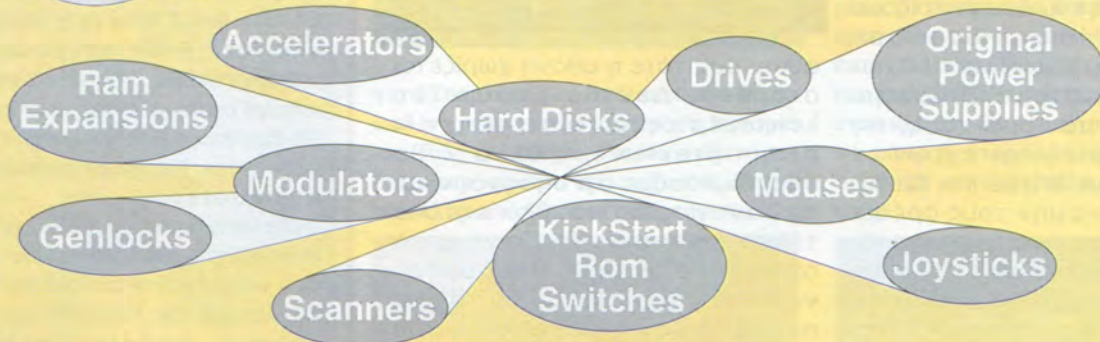 Accelerators
Ram
Expansions
Hard Disks
Drives
Original
Power
Supplies
Modulators
Mouses
Genlocks
KickStart
Rom
Switches
Joysticks
Scanners